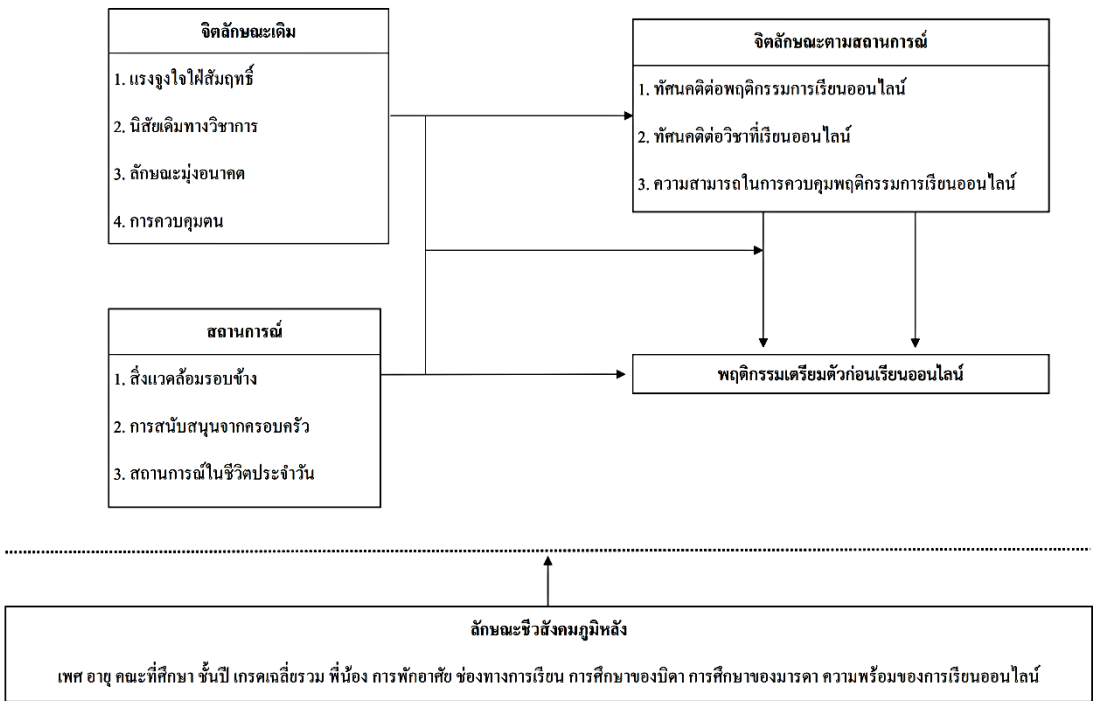 จิตลักษณะเดิม
1. แรงจูงใจใฝ่สัมฤทธิ์
2. นิสัยเดิมทางวิชาการ
3. ลักษณะมุ่งอนาคต
4. การควบคุมตน
จิตลักษณะตามสถานการณ์
1. ทัศนคติต่อพฤติกรรมการเรียนออนไลน์
2. ทัศนคติต่อวิชาที่เรียนออนไลน์
3. ความสามารถในการควบคุมพฤติกรรมการเรียนออนไลน์
สถานการณ์
1. สิ่งแวดล้อมรอบข้าง
2. การสนับสนุนจากครอบครัว
3. สถานการณ์ในชีวิตประจำวัน
พฤติกรรมเตรียมตัวก่อนเรียนออนไลน์
ลักษณะชีวสังคมภูมิหลัง
เพศ อายุ คณะที่ศึกษา ชั้นปี เกรดเฉลี่ยรวม พี่น้อง การพักอาศัย ช่องทางการเรียน การศึกษาของบิดา การศึกษาของมารดา ความพร้อมของการเรียนออนไลน์